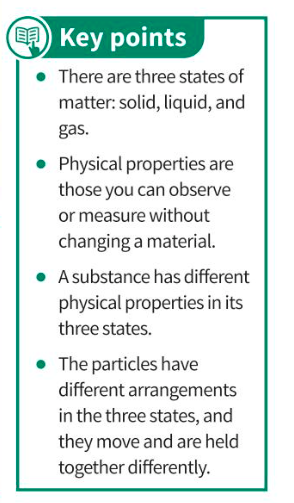 Key points
• There are three states of
matter: solid, liquid, and
gas.
• Physical properties are
those you can observe
or measure without
changing a material.
• A substance has different
physical properties in its
three states.
• The particles have
different arrangements
in the three states, and
they move and are held
together differently.